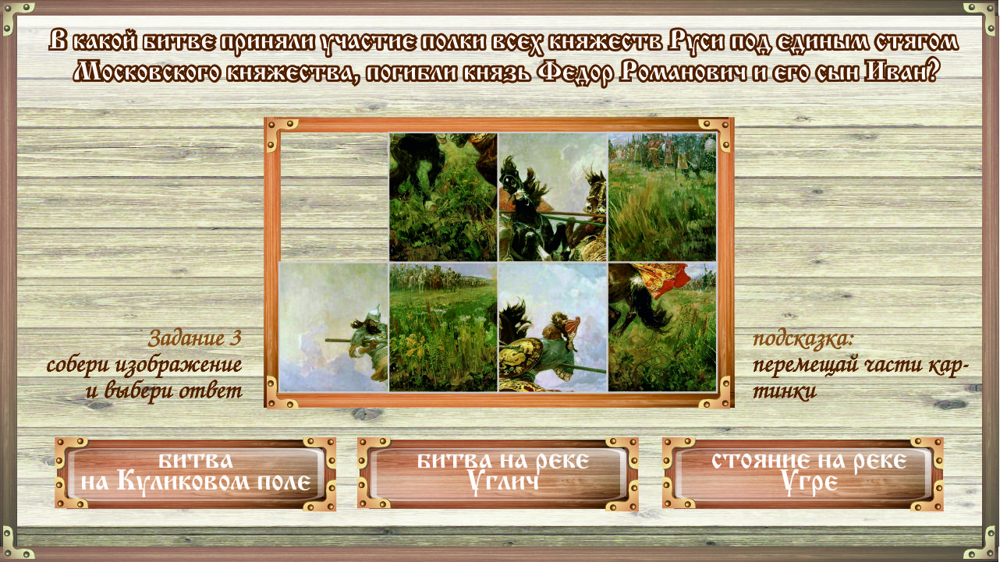 В какой битве приняли участие полки всех княжеств Руси под единым стягом
Московского княжества, погибли князь Федор Романович и его сын Иван?
Задание 3
собери изображение
и выбери ответ
подсказка:
перемещай части кар-
тинки
битва
на Куликовом поле
битва на реке
Углич
стояние на реке
Угре